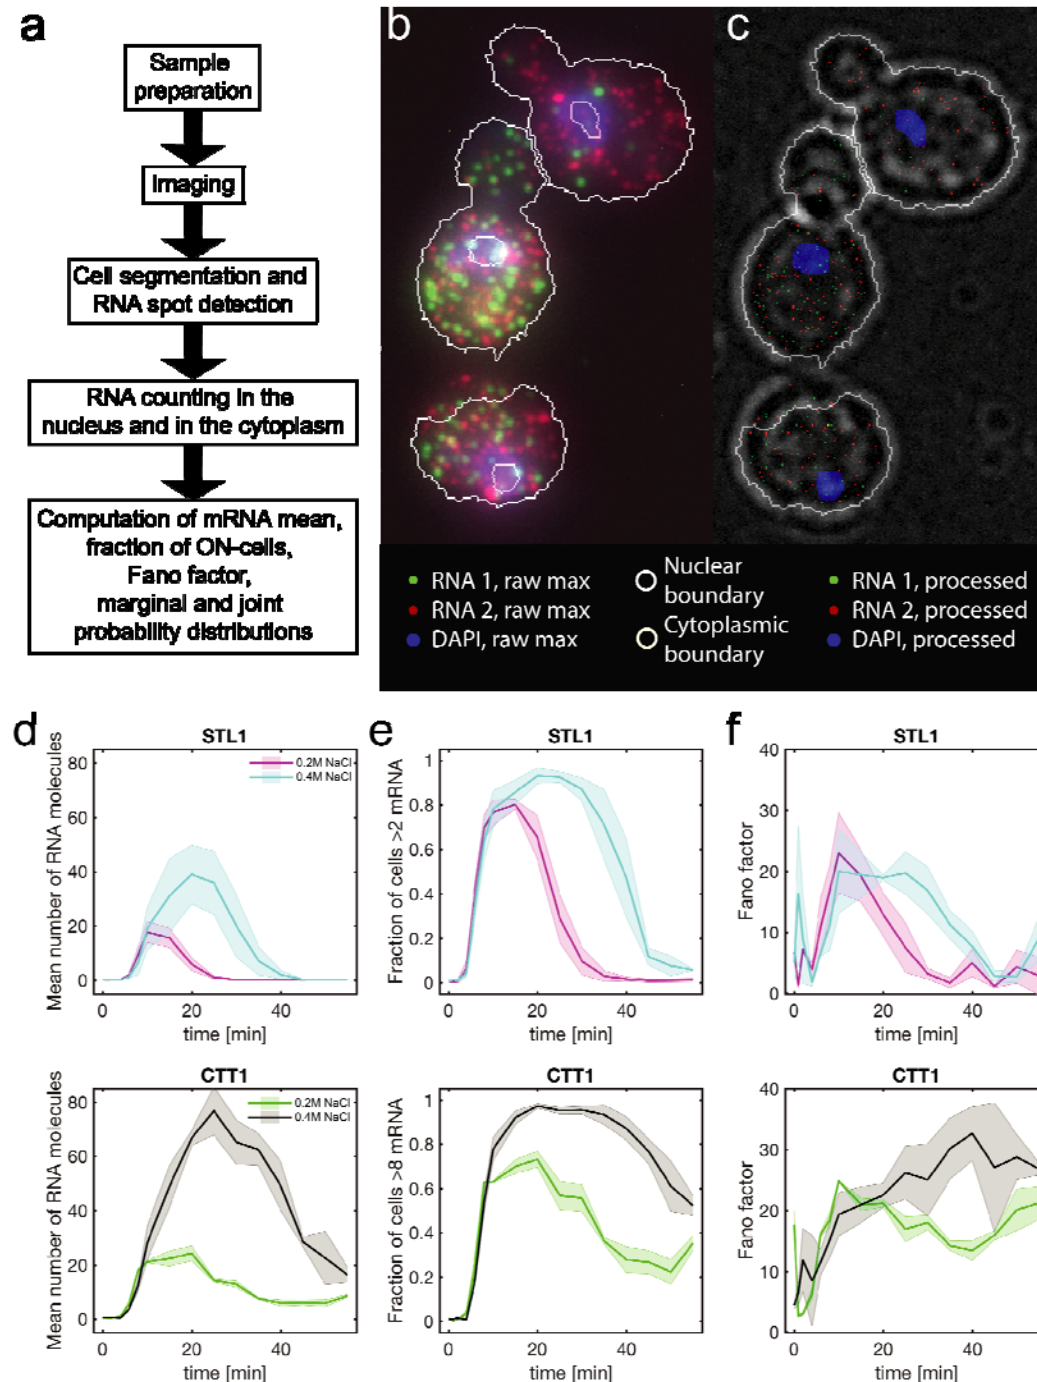 a
Sample
preparation
Imaging
Cell segmentation and
RNA spot detection
RNA counting in the
nucleus and in the cytoplasm
Computation of mRNA mean,
fraction of ON-cells,
Fano factor,
marginal and joint
probability distributions
b
c
RNA 1, raw max
RNA 2, raw max
DAPI, raw max
Nuclear
boundary
Cytoplasmic
boundary
RNA 1, processed
RNA 2, processed
DAPI, processed
d
STL1
Mean number of RNA molecules
80
60
40
20
0
0.2M NaCl
0.4M NaCl
0
20
40
time [min]
e
STL1
Fraction of cells >2 mRNA
1
0.8
0.6
0.4
0.2
0
0
20
40
time [min]
f
STL1
Fano factor
40
30
20
10
0
0
20
40
time [min]
CTT1
Mean number of RNA molecules
80
60
40
20
0
0.2M NaCl
0.4M NaCl
0
20
40
time [min]
CTT1
Fraction of cells >8 mRNA
1
0.8
0.6
0.4
0.2
0
0
20
40
time [min]
CTT1
Fano factor
40
30
20
10
0
0
20
40
time [min]